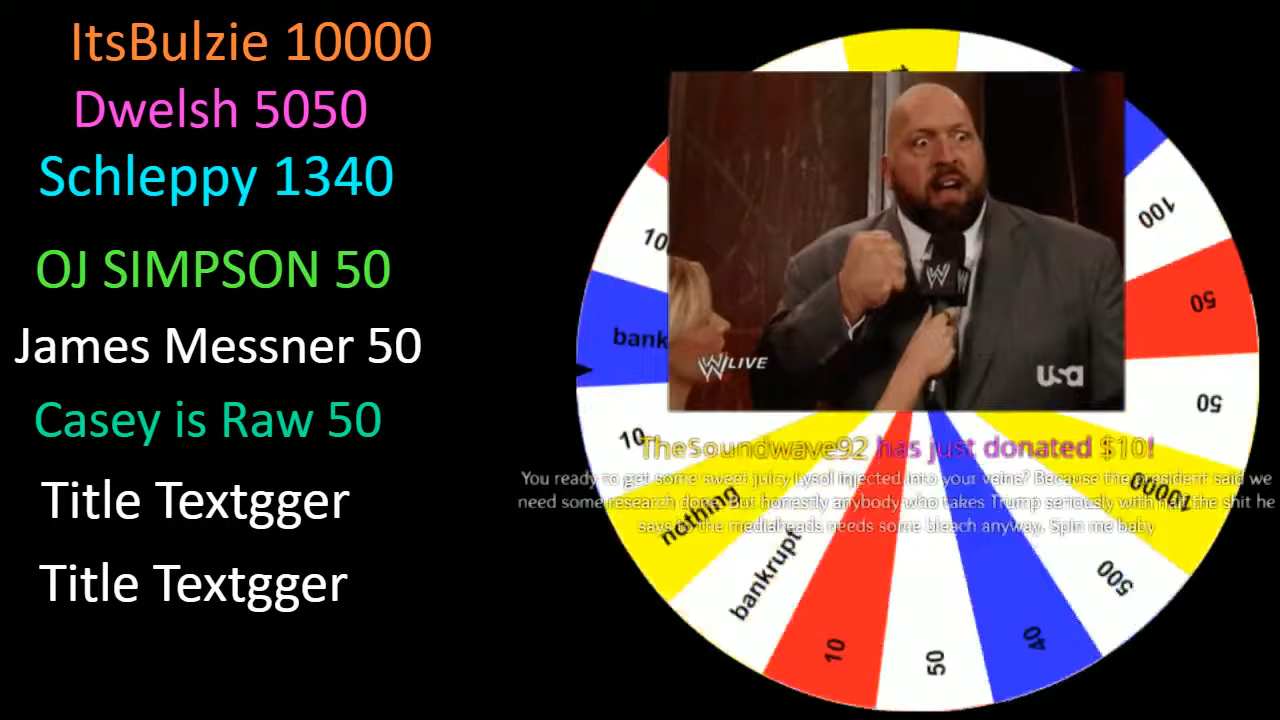 ItsBulzie 10000
Dwelsh 5050
Schleppy 1340
OJ SIMPSON 50
James Messner 50
Casey is Raw 50
Title Textgger
Title Textgger
100
50
50
10000
500
40
50
10
bankrupt
nothing
10
bank
10
W LIVE
USA
TheSoundwave92 has just donated $10!
You ready to get some sweet juicy Lysol injected into your veins? Because the president said we
need some research done. But honestly anybody who takes Trump seriously with half the shit he
says to the mediaheads needs some bleach anyway. Spin me baby